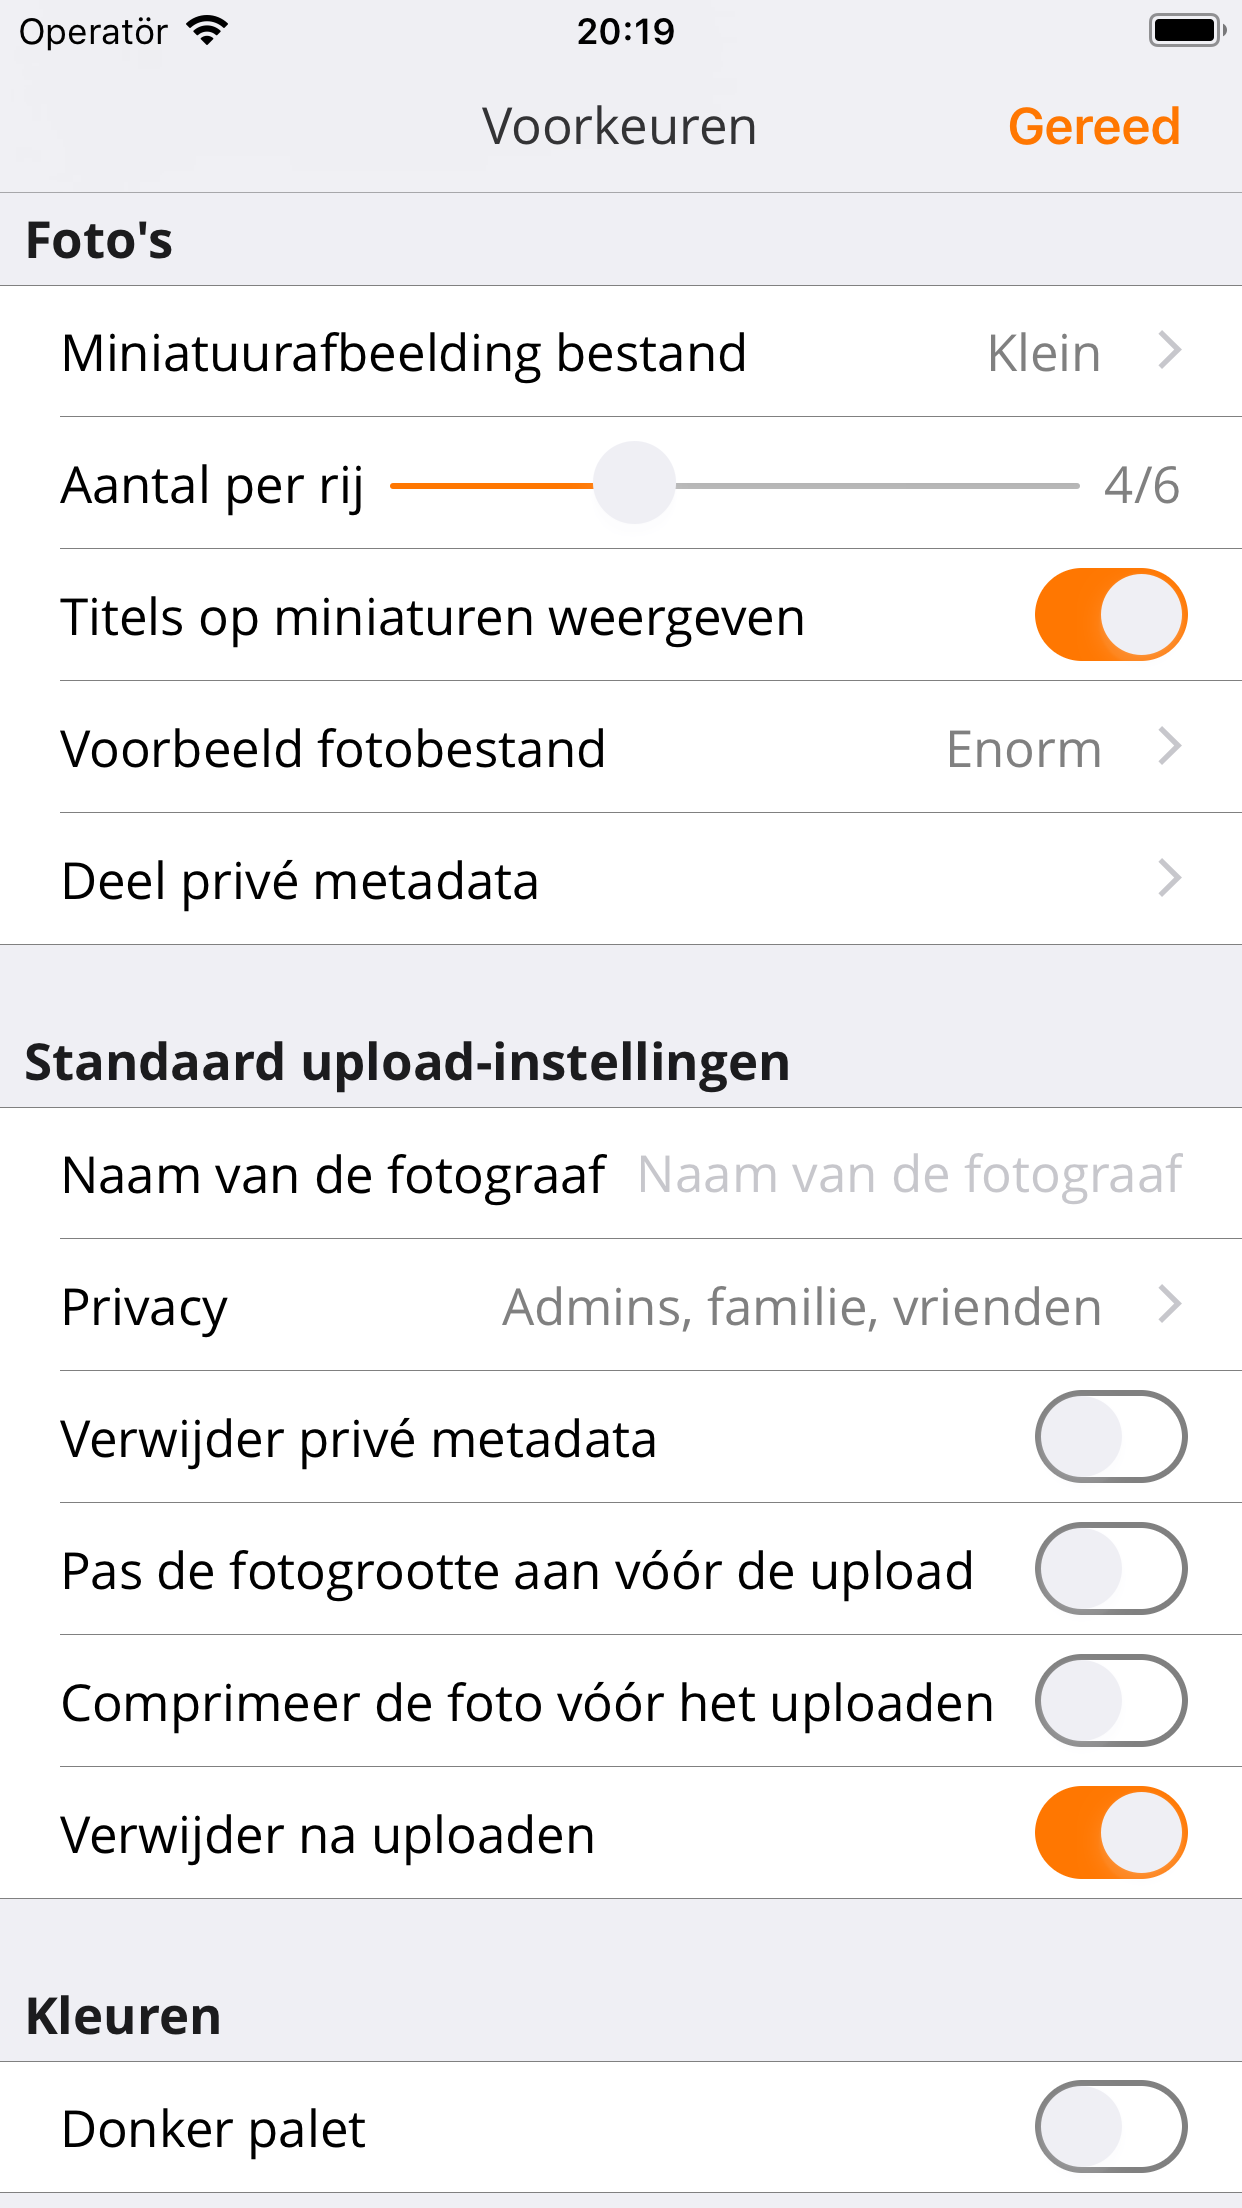 Operatör 20:19
Voorkeuren Gereed
Foto's
Miniatuurafbeelding bestand Klein
Aantal per rij 4/6
Titels op miniaturen weergeven
Voorbeeld fotobestand Enorm
Deel privé metadata
Standaard upload-instellingen
Naam van de fotograaf Naam van de fotograaf
Privacy Admins, familie, vrienden
Verwijder privé metadata
Pas de fotogrootte aan vóór de upload
Comprimeer de foto vóór het uploaden
Verwijder na uploaden
Kleuren
Donker palet